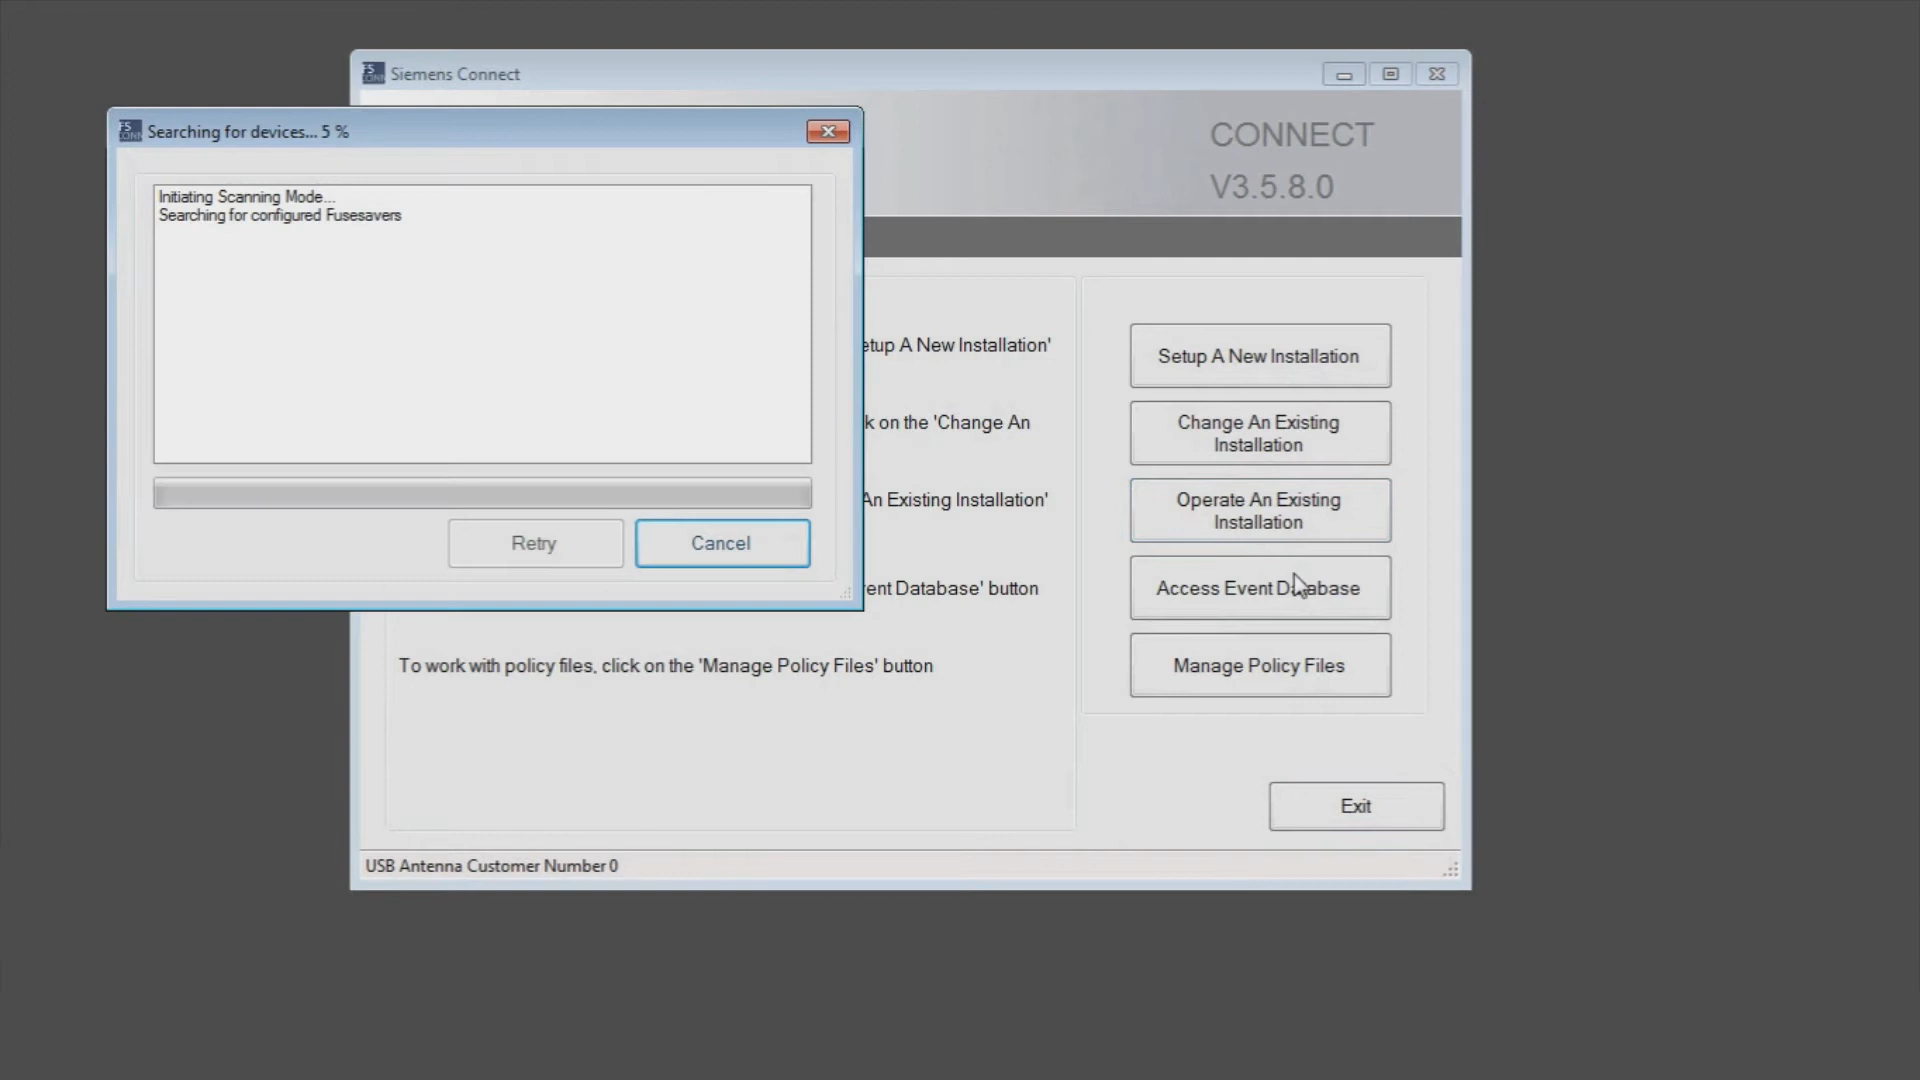 Siemens Connect
CONNECT
V3.5.8.0
Searching for devices... 5 %
Initiating Scanning Mode...
Searching for configured Fusesavers
Retry
Cancel
etup A New Installation'
k on the 'Change An
An Existing Installation'
ent Database' button
To work with policy files, click on the 'Manage Policy Files' button
Setup A New Installation
Change An Existing
Installation
Operate An Existing
Installation
Access Event Database
Manage Policy Files
Exit
USB Antenna Customer Number 0